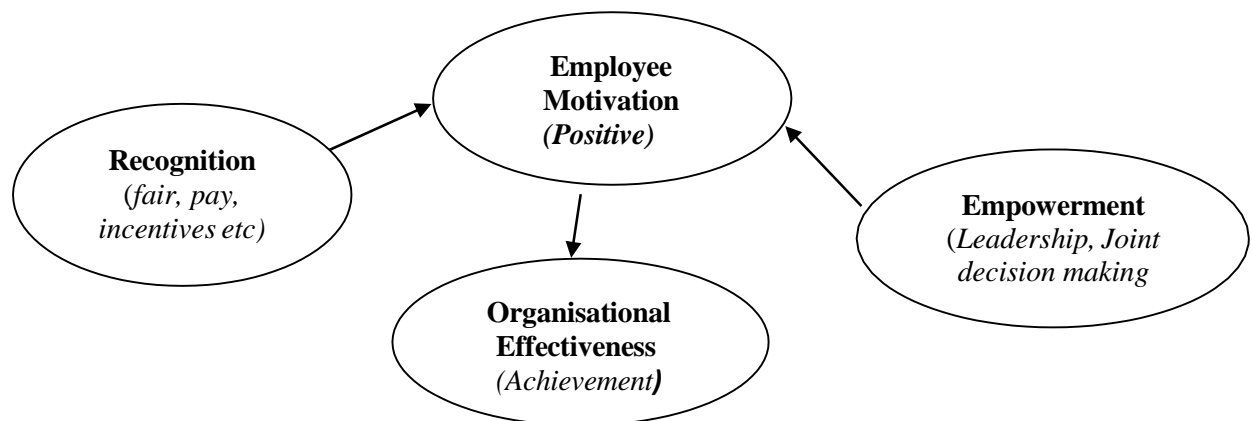 Employee
Motivation
(Positive)
Recognition
(fair, pay,
incentives etc)
Empowerment
(Leadership, Joint
decision making
Organisational
Effectiveness
(Achievement)